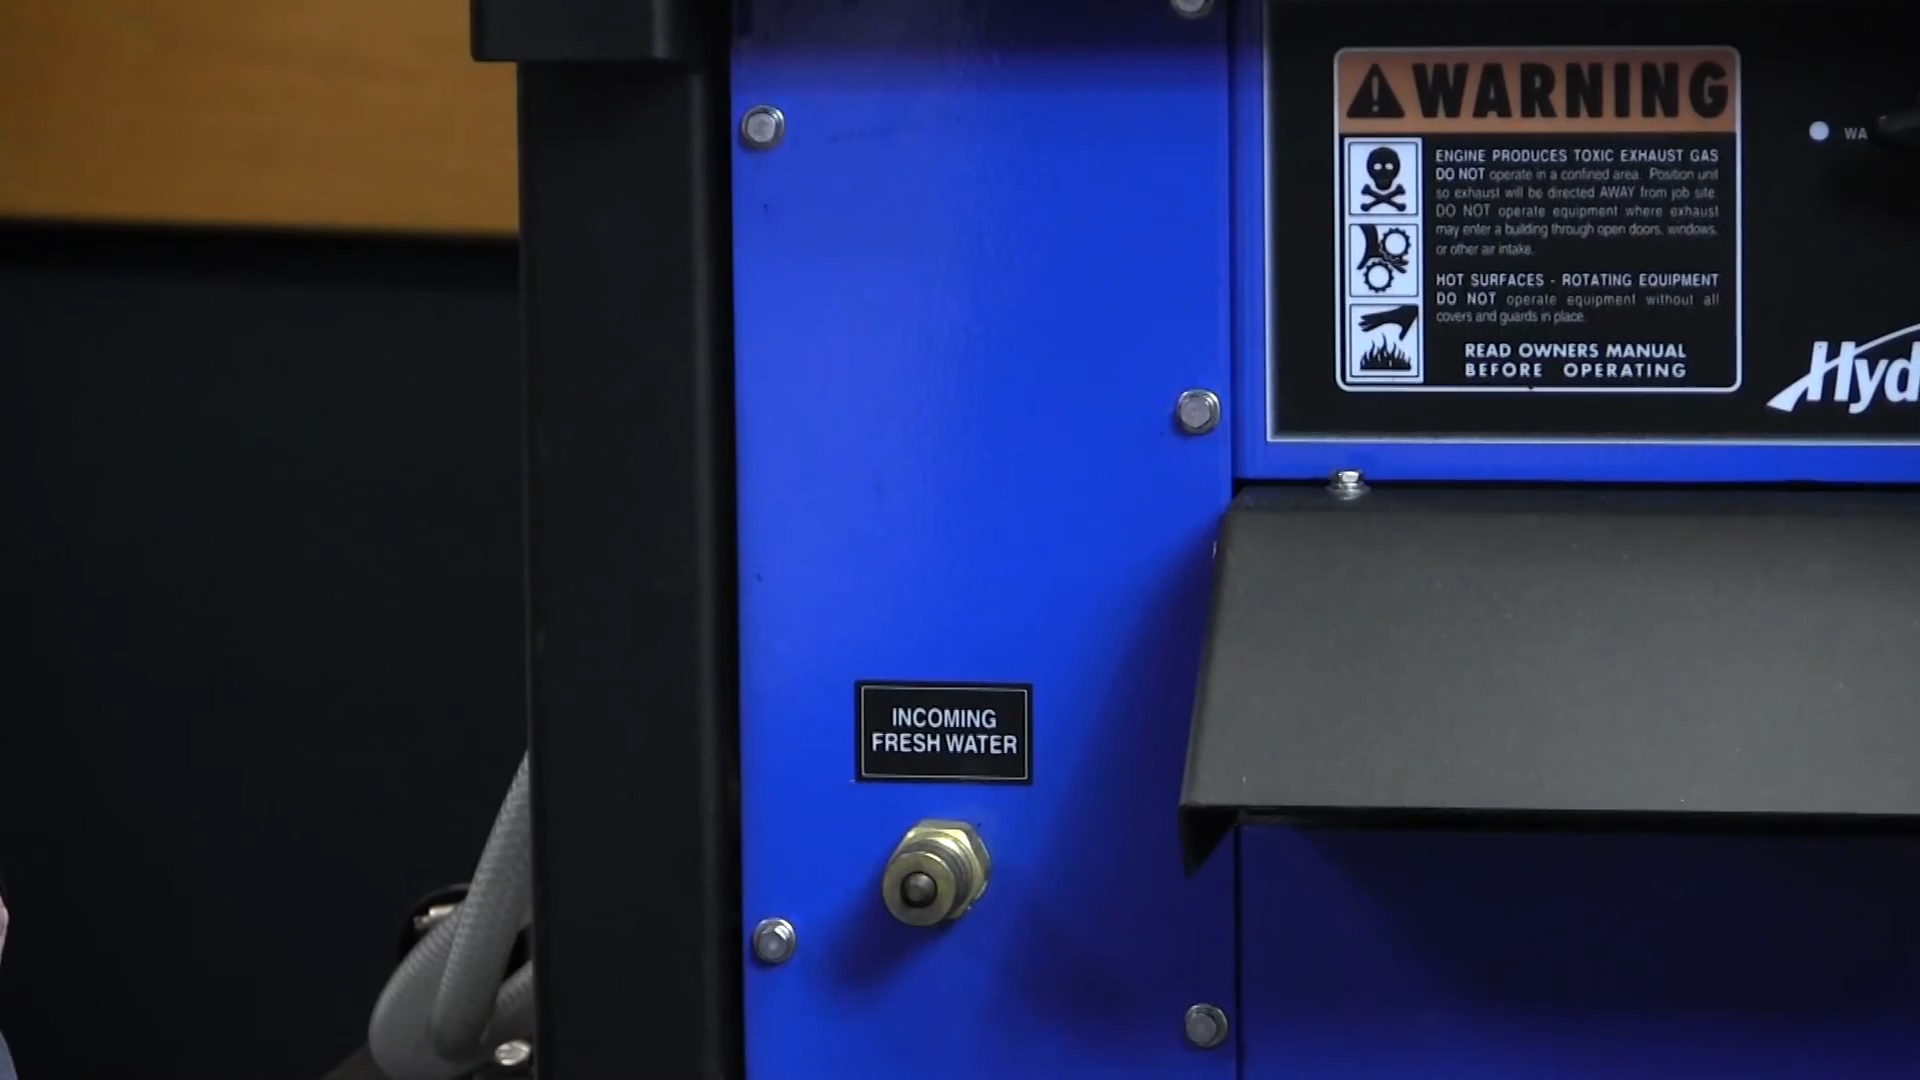 WARNING
ENGINE PRODUCES TOXIC EXHAUST GAS
DO NOT operate in a confined area. Position unit
so exhaust will be directed AWAY from job site.
DO NOT operate equipment where exhaust
may enter a building through open doors, windows,
or other air intake.
HOT SURFACES - ROTATING EQUIPMENT
DO NOT operate equipment without all
covers and guards in place.
READ OWNERS MANUAL
BEFORE OPERATING
WA
Hyd
INCOMING
FRESH WATER